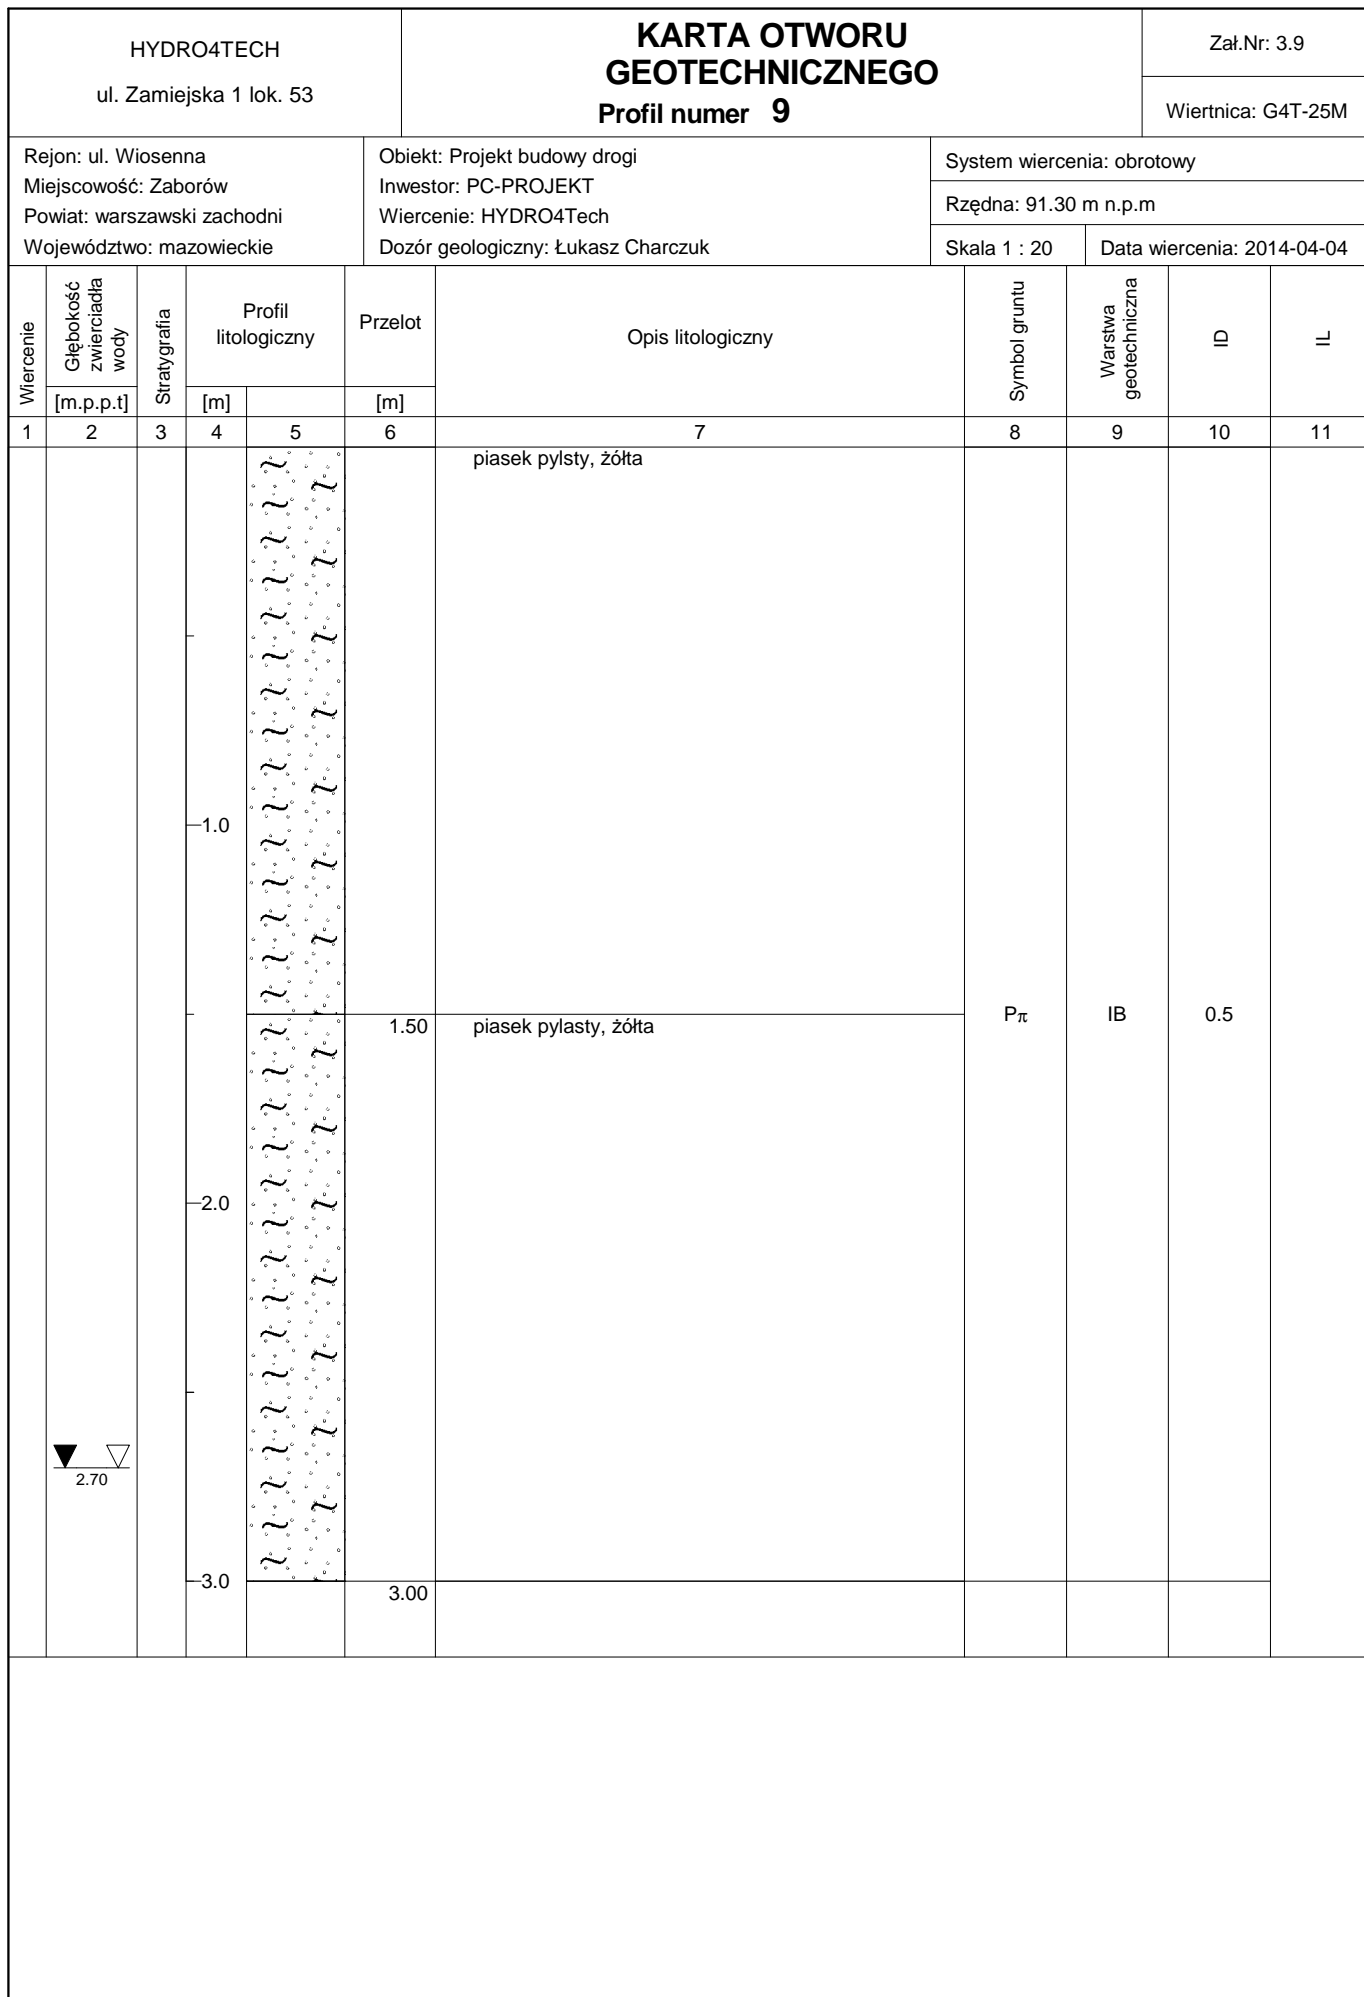 HYDRO4TECH
ul. Zamiejska 1 lok. 53
KARTA OTWORU
GEOTECHNICZNEGO
Profil numer 9
Zał.Nr: 3.9
Wiertnica: G4T-25M
Rejon: ul. Wiosenna
Miejscowość: Zaborów
Powiat: warszawski zachodni
Województwo: mazowieckie
Obiekt: Projekt budowy drogi
Inwestor: PC-PROJEKT
Wiercenie: HYDRO4Tech
Dozór geologiczny: Łukasz Charczuk
System wiercenia: obrotowy
Rzędna: 91.30 m n.p.m
Skala 1 : 20
Data wiercenia: 2014-04-04
Wiercenie
Głębokość
zwierciadła
wody
[m.p.p.t]
Stratygrafia
Profil
litologiczny
[m]
Przelot
[m]
Opis litologiczny
Symbol gruntu
Warstwa
geotechniczna
ID
IL
1 2 3 4 5 6 7 8 9 10 11
piasek pylsty, żółta
1.0
1.50 piasek pylasty, żółta
Pπ IB 0.5
2.0
2.70
3.0
3.00